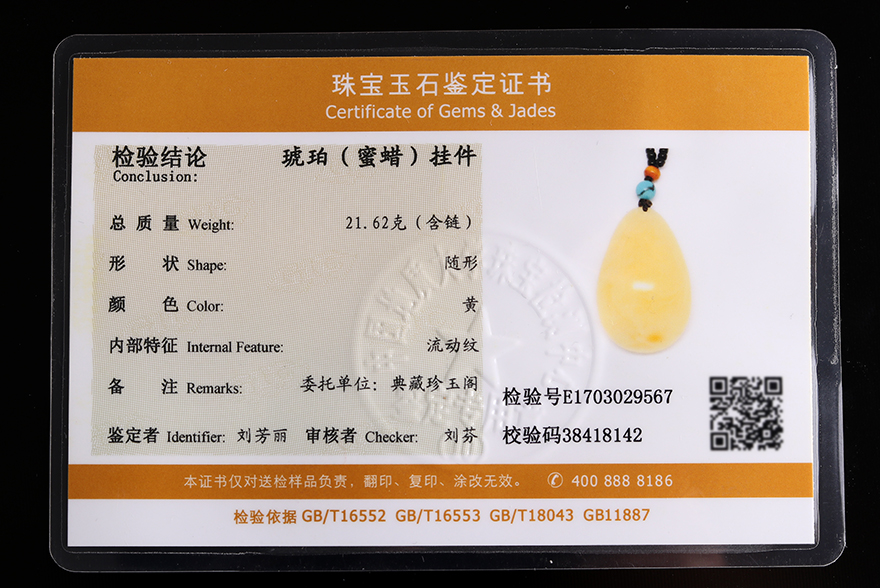 珠宝玉石鉴定证书
Certificate of Gems & Jades
检验结论 琥珀（蜜蜡）挂件
Conclusion:
总质量 Weight: 21.62克（含链）
形状 Shape: 随形
颜色 Color: 黄
内部特征 Internal Feature: 流动纹
备注 Remarks: 委托单位：典藏珍玉阁
鉴定者 Identifier: 刘芳丽 审核者 Checker: 刘芬
检验号E1703029567
校验码38418142
本证书仅对送检样品负责，翻印、复印、涂改无效。 ✆ 400 888 8186
检验依据 GB/T16552 GB/T16553 GB/T18043 GB11887